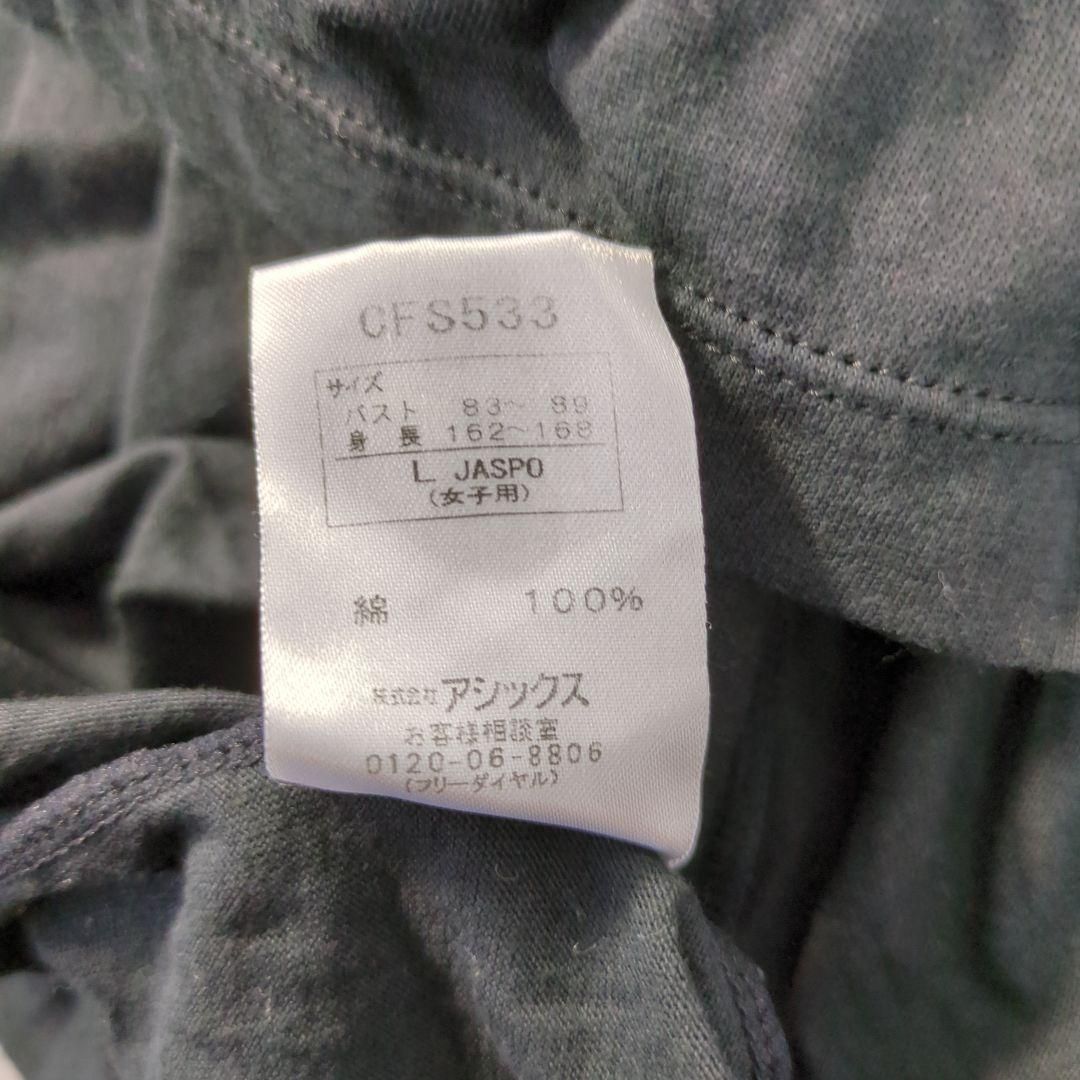 CFS533
サイズ
バスト 83～89
身長 162～168
L JASPO
(女子用)
綿 100%
株式会社アシックス
お客様相談室
0120-06-8806
(フリーダイヤル)